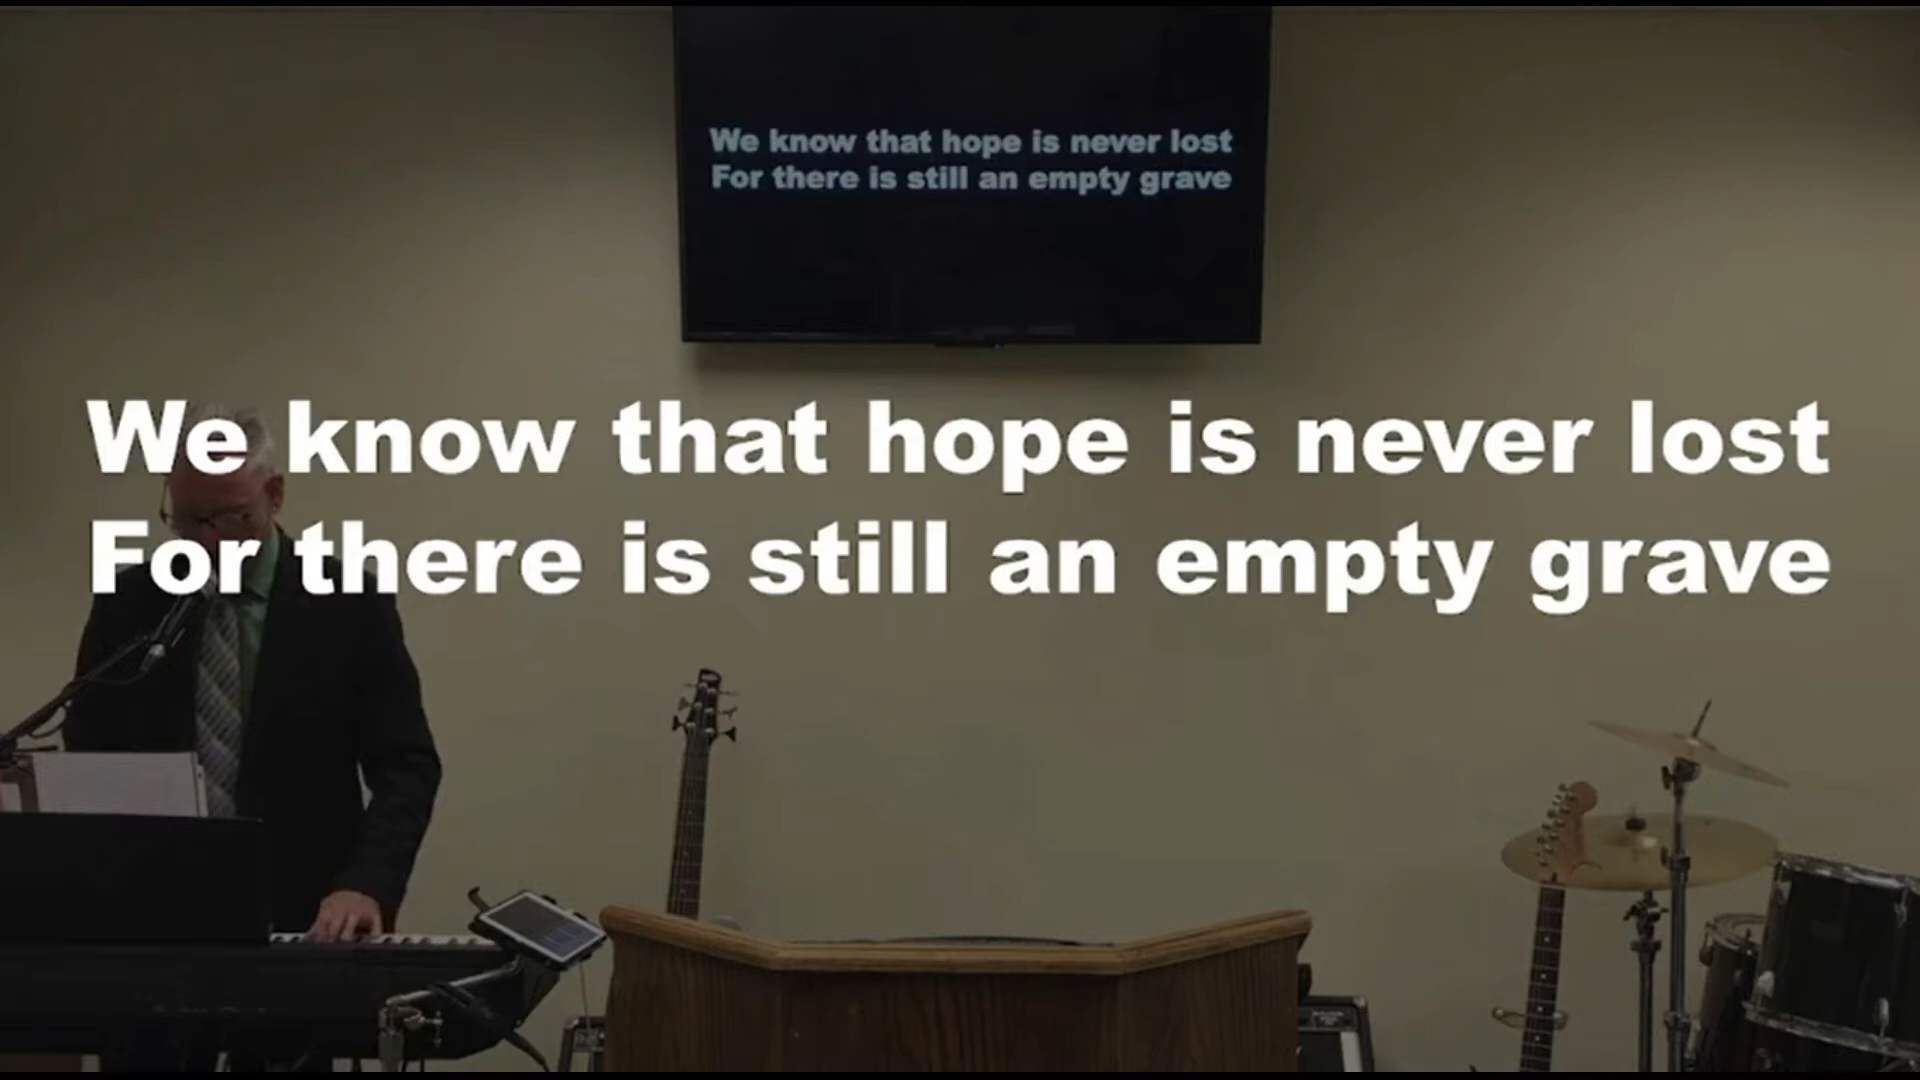 We know that hope is never lost
For there is still an empty grave
We know that hope is never lost
For there is still an empty grave